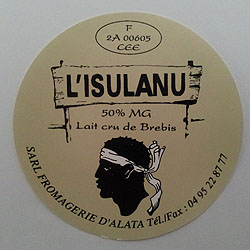 F
2A 00605
CEE
L'ISULANU
50% MG
Lait cru de Brebis
SARL FROMAGERIE D'ALATA Tél./Fax : 04 95 22 87 77